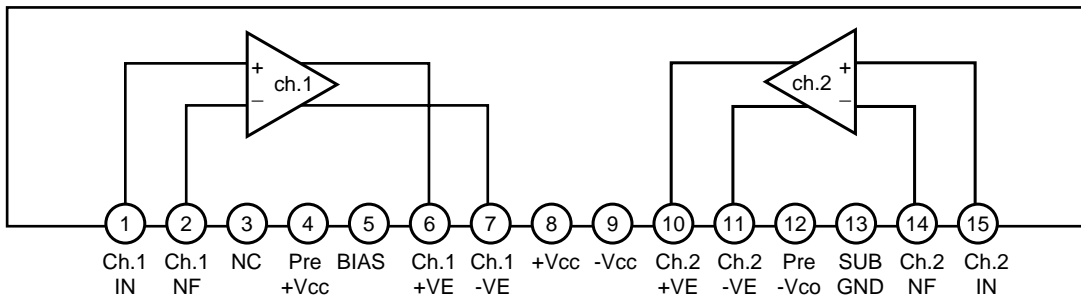 + ch.1 −
ch.2 + −
1 2 3 4 5 6 7 8 9 10 11 12 13 14 15
Ch.1 Ch.1 NC Pre BIAS Ch.1 Ch.1 +Vcc -Vcc Ch.2 Ch.2 Pre SUB Ch.2 Ch.2
IN NF +Vcc +VE -VE +VE -VE -Vco GND NF IN